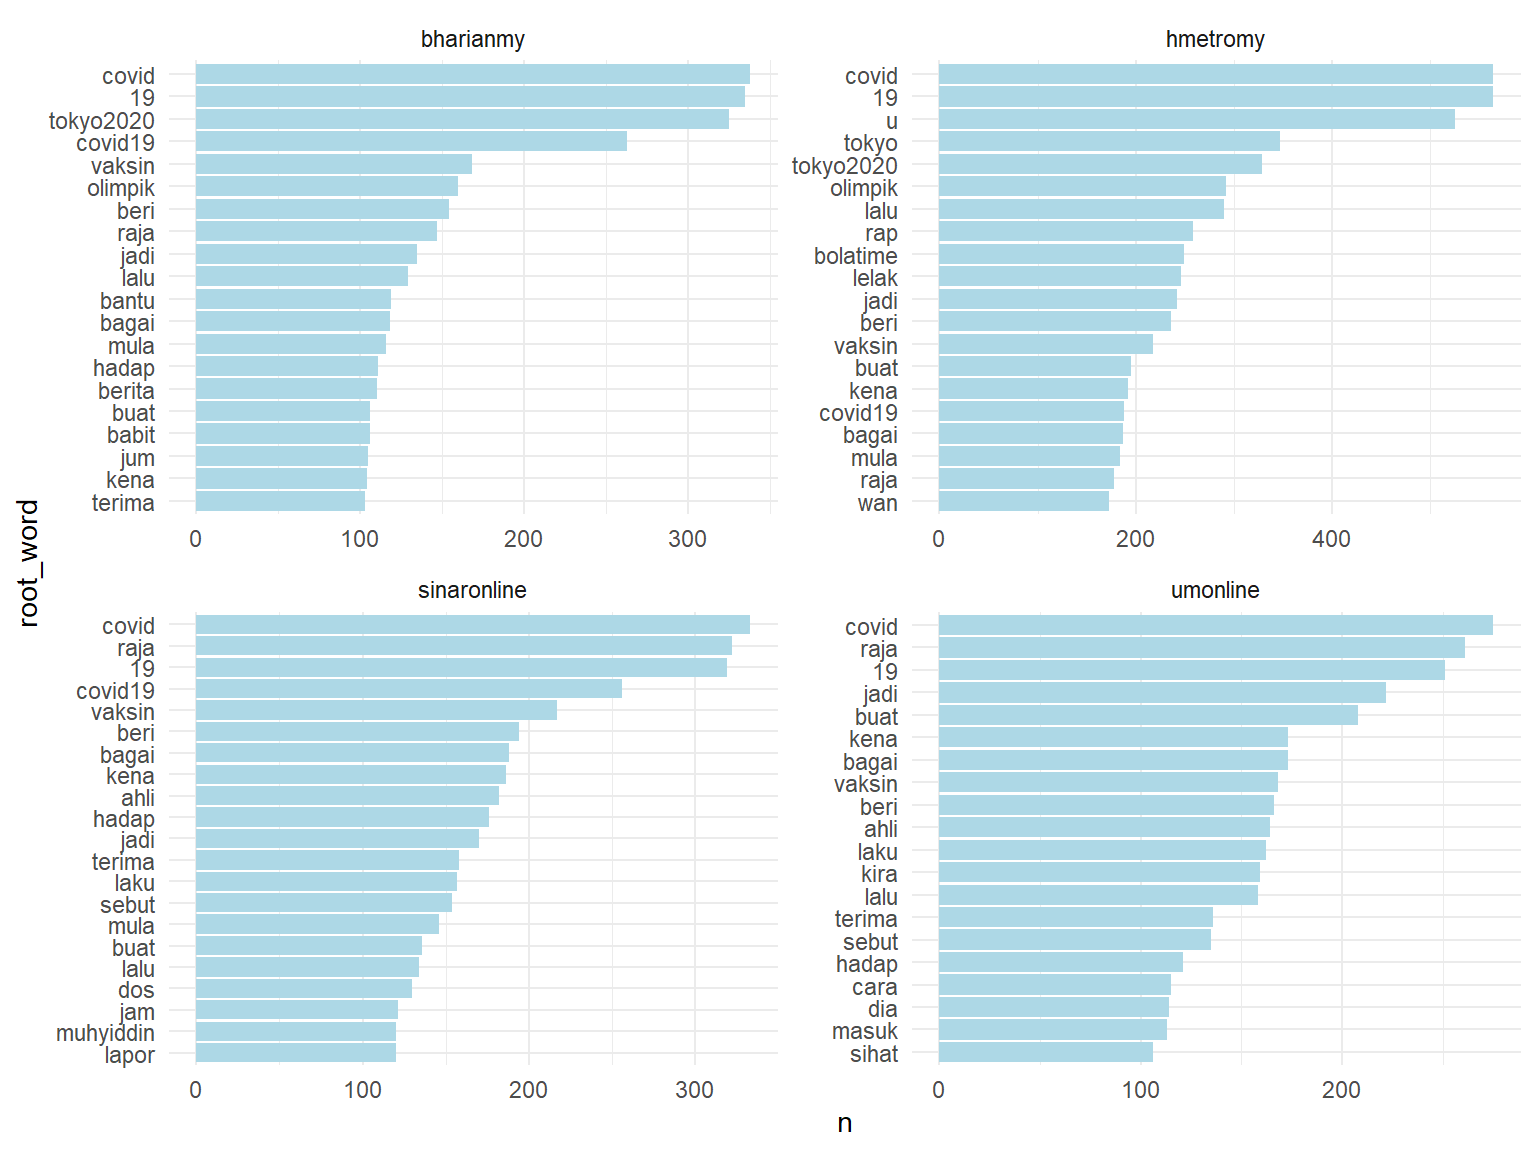 bharianmy
covid
19
tokyo2020
covid19
vaksin
olimpik
beri
raja
jadi
lalu
bantu
bagai
mula
hadap
berita
buat
babit
jum
kena
terima
0 100 200 300
hmetromy
covid
19
u
tokyo
tokyo2020
olimpik
lalu
rap
bolatime
lelak
jadi
beri
vaksin
buat
kena
covid19
bagai
mula
raja
wan
0 200 400
root_word
sinaronline
covid
raja
19
covid19
vaksin
beri
bagai
kena
ahli
hadap
jadi
terima
laku
sebut
mula
buat
lalu
dos
jam
muhyiddin
lapor
0 100 200 300
umonline
covid
raja
19
jadi
buat
kena
bagai
vaksin
beri
ahli
laku
kira
lalu
terima
sebut
hadap
cara
dia
masuk
sihat
0 100 200
n